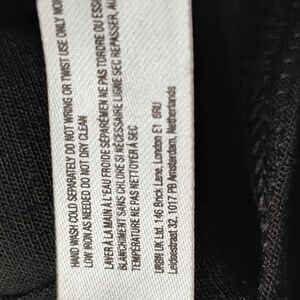 HAND WASH COLD SEPARATELY DO NOT WRING OR TWIST USE ONLY NON
LOW IRON AS NEEDED DO NOT DRY CLEAN
LAVER À LA MAIN À L'EAU FROIDE SÉPARÉMENT NE PAS TORDRE OU ESSO
BLANCHIMENT SANS CHLORE SI NÉCESSAIRE LIGNE SEC REPASSER, AU
TEMPÉRATURE NE PAS NETTOYER À SEC
URBN UK Ltd. 146 Brick Lane, London E1 6RU
Leidsestraat 32, 1017 PB Amsterdam, Netherlands